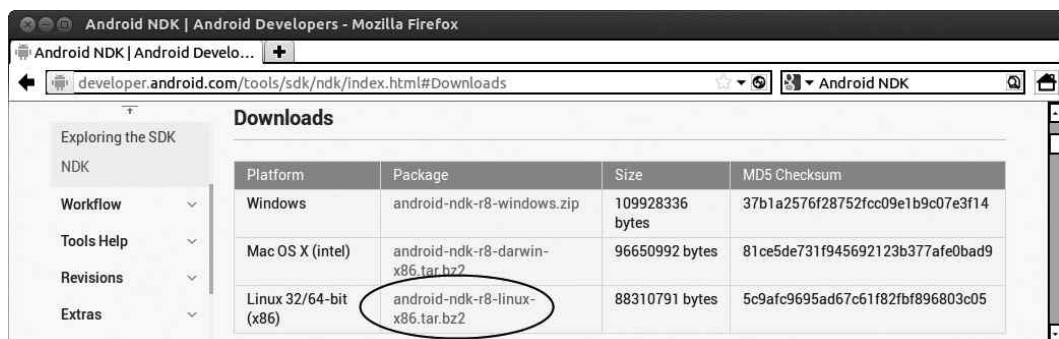 Android NDK | Android Developers - Mozilla Firefox
Android NDK | Android Develo...
developer.android.com/tools/sdk/ndk/index.html#Downloads
Android NDK
Exploring the SDK
NDK
Workflow
Tools Help
Revisions
Extras
Downloads
Platform Package Size MD5 Checksum
Windows android-ndk-r8-windows.zip 109928336 37b1a2576f28752fcc09e1b9c07e3f14
bytes
Mac OS X (intel) android-ndk-r8-darwin- 96650992 bytes 81ce5de731f945692123b377afe0bad9
x86.tar.bz2
Linux 32/64-bit android-ndk-r8-linux- 88310791 bytes 5c9afc9695ad67c61f82fbf896803c05
(x86) x86.tar.bz2